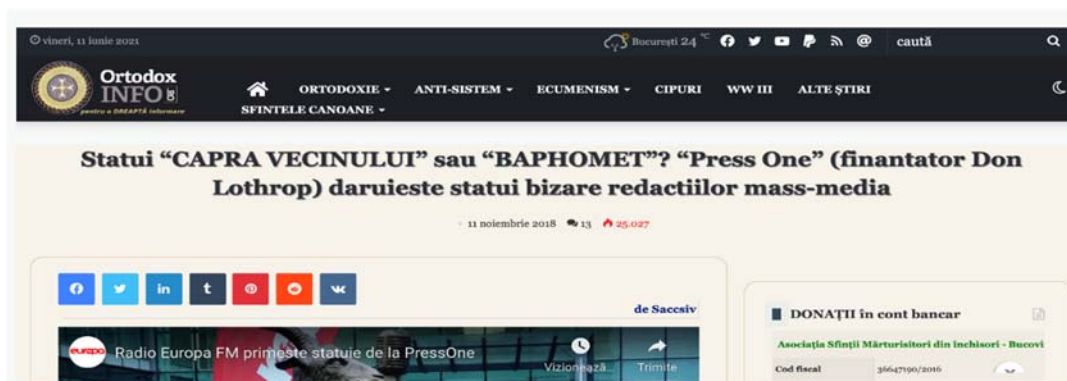 vineri, 11 iunie 2021
București 24 °C
caută
Ortodox
INFO
pentru o DREAPTĂ informare
ORTODOXIE
ANTI-SISTEM
ECUMENISM
CIPURI
WW III
ALTE ȘTIRI
SFINTELE CANOANE
Statui “CAPRA VECINULUI” sau “BAPHOMET”? “Press One” (finantator Don
Lothrop) daruieste statui bizare redactiilor mass-media
11 noiembrie 2018 13 25.027
de Saccsiv
europa
Radio Europa FM primește statuie de la PressOne
Vizionează...
Trimite
DONAȚII în cont bancar
Asociația Sfinții Mărturisitori din închisori - Bucovi
Cod fiscal
36647190/2016